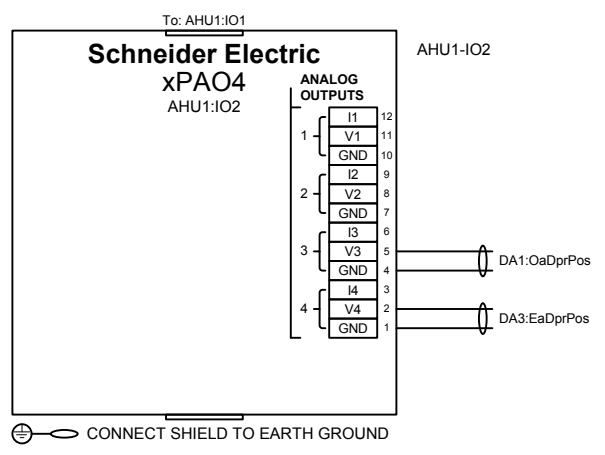 To: AHU1:IO1
Schneider Electric
AHU1-IO2
xPAO4
AHU1:IO2
ANALOG
OUTPUTS
I1 12
1 V1 11
GND 10
I2 9
2 V2 8
GND 7
I3 6
3 V3 5
GND 4
DA1:OaDprPos
I4 3
4 V4 2
GND 1
DA3:EaDprPos
CONNECT SHIELD TO EARTH GROUND